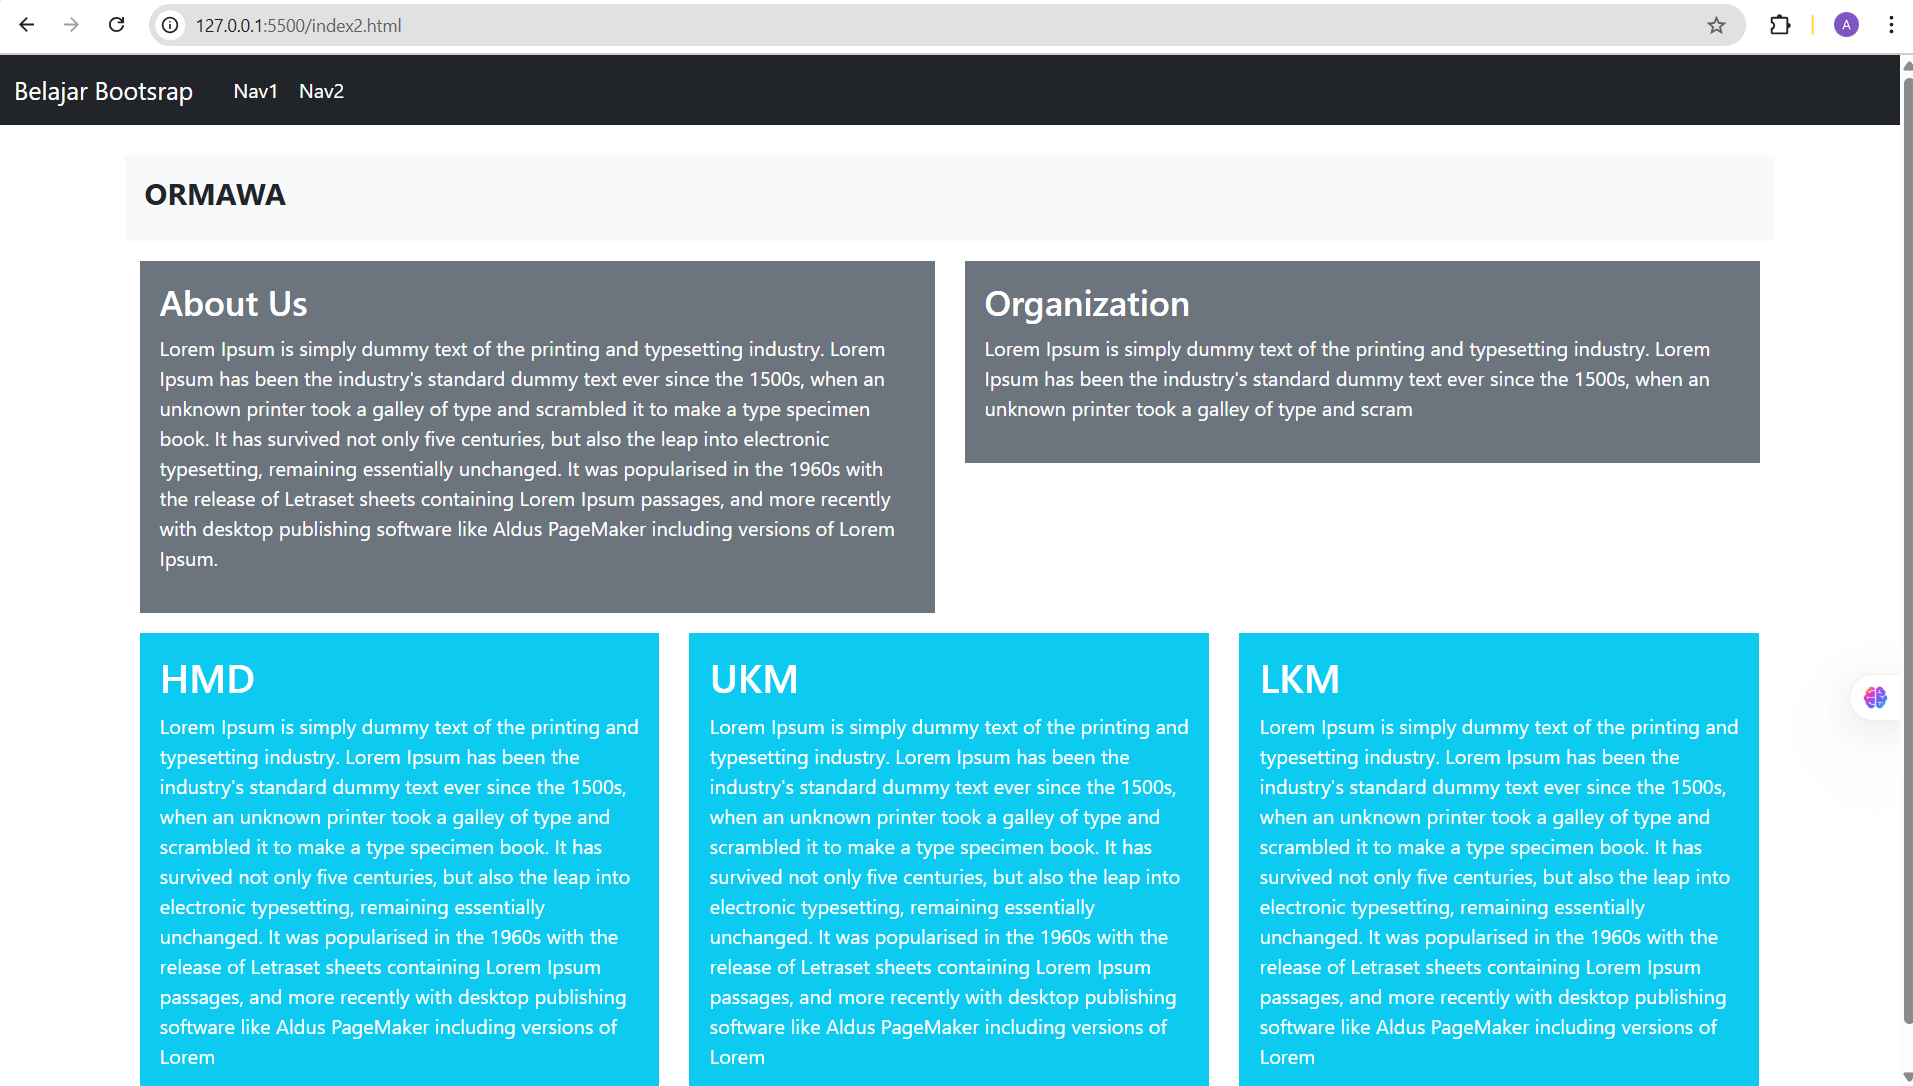 127.0.0.1:5500/index2.html
A
Belajar Bootsrap
Nav1
Nav2
ORMAWA
About Us
Lorem Ipsum is simply dummy text of the printing and typesetting industry. Lorem
Ipsum has been the industry's standard dummy text ever since the 1500s, when an
unknown printer took a galley of type and scrambled it to make a type specimen
book. It has survived not only five centuries, but also the leap into electronic
typesetting, remaining essentially unchanged. It was popularised in the 1960s with
the release of Letraset sheets containing Lorem Ipsum passages, and more recently
with desktop publishing software like Aldus PageMaker including versions of Lorem
Ipsum.
Organization
Lorem Ipsum is simply dummy text of the printing and typesetting industry. Lorem
Ipsum has been the industry's standard dummy text ever since the 1500s, when an
unknown printer took a galley of type and scram
HMD
Lorem Ipsum is simply dummy text of the printing and
typesetting industry. Lorem Ipsum has been the
industry's standard dummy text ever since the 1500s,
when an unknown printer took a galley of type and
scrambled it to make a type specimen book. It has
survived not only five centuries, but also the leap into
electronic typesetting, remaining essentially
unchanged. It was popularised in the 1960s with the
release of Letraset sheets containing Lorem Ipsum
passages, and more recently with desktop publishing
software like Aldus PageMaker including versions of
Lorem
UKM
Lorem Ipsum is simply dummy text of the printing and
typesetting industry. Lorem Ipsum has been the
industry's standard dummy text ever since the 1500s,
when an unknown printer took a galley of type and
scrambled it to make a type specimen book. It has
survived not only five centuries, but also the leap into
electronic typesetting, remaining essentially
unchanged. It was popularised in the 1960s with the
release of Letraset sheets containing Lorem Ipsum
passages, and more recently with desktop publishing
software like Aldus PageMaker including versions of
Lorem
LKM
Lorem Ipsum is simply dummy text of the printing and
typesetting industry. Lorem Ipsum has been the
industry's standard dummy text ever since the 1500s,
when an unknown printer took a galley of type and
scrambled it to make a type specimen book. It has
survived not only five centuries, but also the leap into
electronic typesetting, remaining essentially
unchanged. It was popularised in the 1960s with the
release of Letraset sheets containing Lorem Ipsum
passages, and more recently with desktop publishing
software like Aldus PageMaker including versions of
Lorem